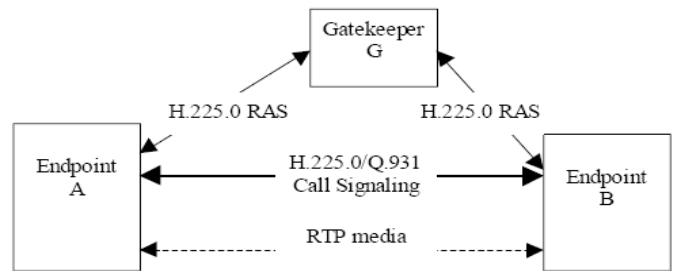 Gatekeeper
G
H.225.0 RAS
H.225.0 RAS
Endpoint
A
H.225.0/Q.931
Call Signaling
Endpoint
B
RTP media